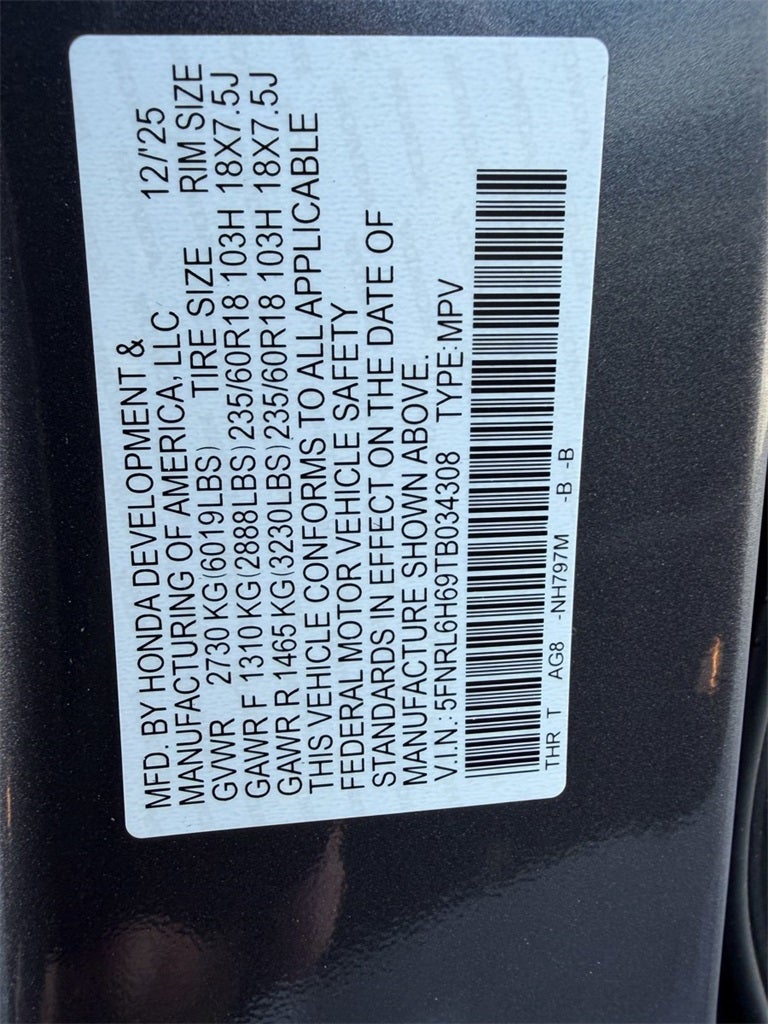 MFD. BY HONDA DEVELOPMENT &
MANUFACTURING OF AMERICA, LLC 12/'25
GVWR 2730 KG(6019LBS) TIRE SIZE RIM SIZE
GAWR F 1310 KG(2888LBS)235/60R18 103H 18X7.5J
GAWR R 1465 KG(3230LBS)235/60R18 103H 18X7.5J
THIS VEHICLE CONFORMS TO ALL APPLICABLE
FEDERAL MOTOR VEHICLE SAFETY
STANDARDS IN EFFECT ON THE DATE OF
MANUFACTURE SHOWN ABOVE.
V.I.N.:5FNRL6H69TB034308 TYPE:MPV
THR T AG8 -NH797M -B -B